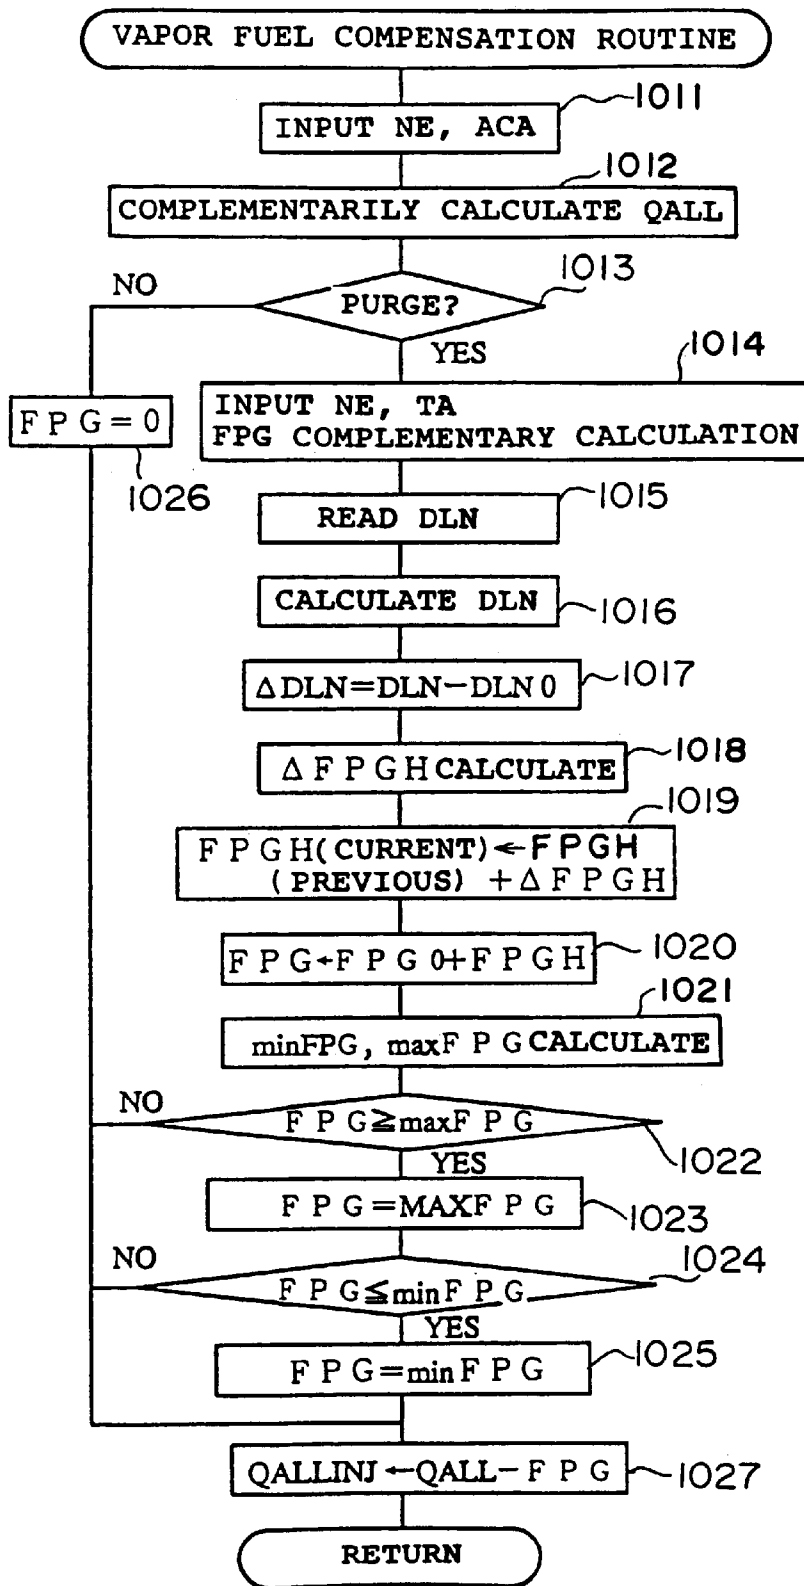 VAPOR FUEL COMPENSATION ROUTINE
1011
INPUT NE, ACA
1012
COMPLEMENTARILY CALCULATE QALL
1013
NO
PURGE?
YES
1014
FPG=0
1026
INPUT NE, TA
FPG COMPLEMENTARY CALCULATION
1015
READ DLN
CALCULATE DLN
1016
ΔDLN=DLN-DLN0
1017
1018
ΔFPGH CALCULATE
1019
FPGH(CURRENT)←FPGH
(PREVIOUS) +ΔFPGH
FPG←FPG0+FPGH
1020
1021
minFPG, maxFPG CALCULATE
NO
FPG≧maxFPG
1022
YES
FPG=MAXFPG
1023
NO
1024
FPG≦minFPG
YES
FPG=minFPG
1025
QALLINJ←QALL-FPG
1027
RETURN